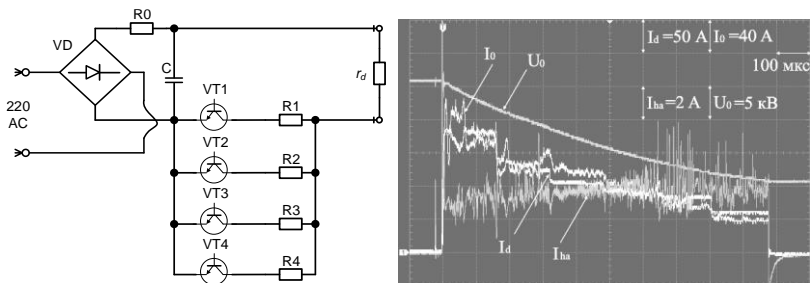 R0
VD
C
r_d
220
AC
VT1
R1
VT2
R2
VT3
R3
VT4
R4
I_d=50 A I_0=40 A
100 мкс
I_0
U_0
I_ha=2 A U_0=5 кВ
I_d
I_ha